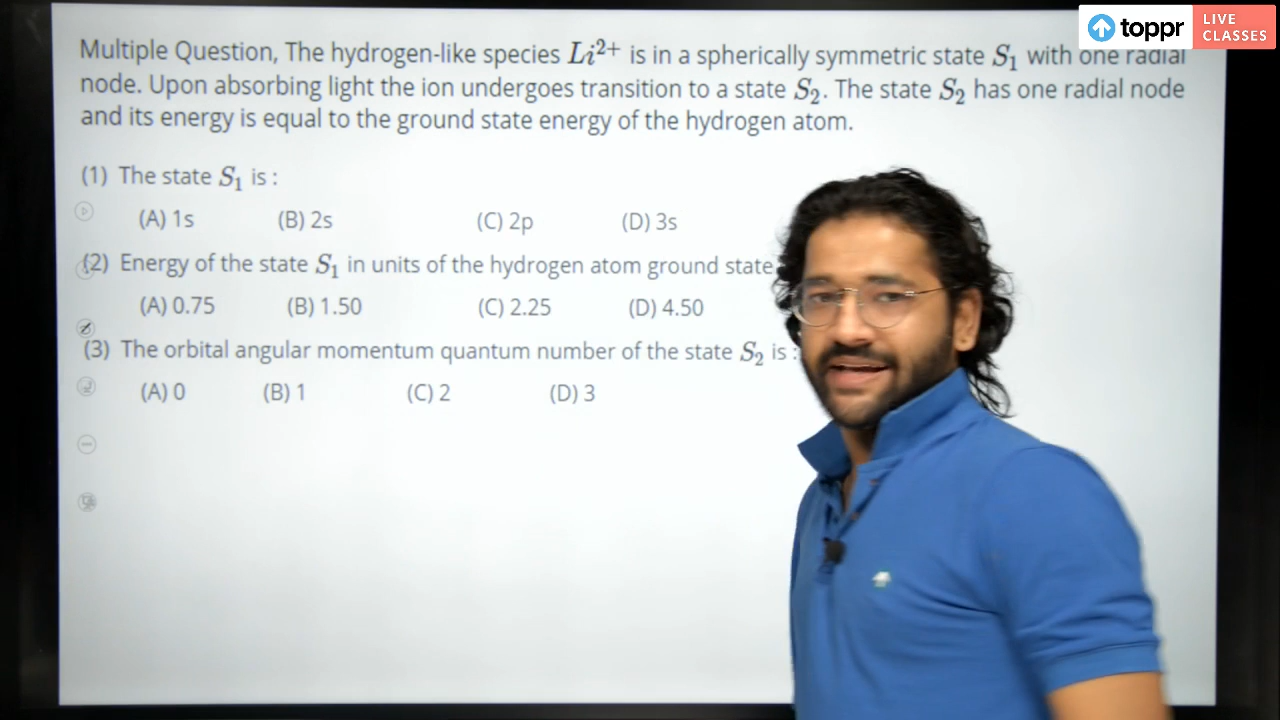 toppr
LIVE
CLASSES
Multiple Question, The hydrogen-like species Li²⁺ is in a spherically symmetric state S₁ with one radial
node. Upon absorbing light the ion undergoes transition to a state S₂. The state S₂ has one radial node
and its energy is equal to the ground state energy of the hydrogen atom.
(1) The state S₁ is :
(A) 1s (B) 2s (C) 2p (D) 3s
(2) Energy of the state S₁ in units of the hydrogen atom ground state
(A) 0.75 (B) 1.50 (C) 2.25 (D) 4.50
(3) The orbital angular momentum quantum number of the state S₂ is :
(A) 0 (B) 1 (C) 2 (D) 3